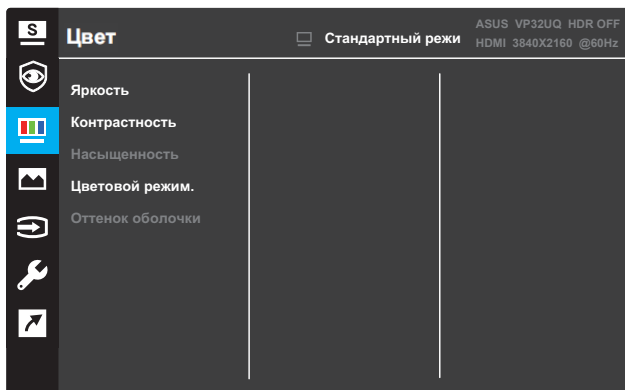 S
Цвет
Стандартный режи
ASUS VP32UQ HDR OFF
HDMI 3840X2160 @60Hz
Яркость
Контрастность
Насыщенность
Цветовой режим.
Оттенок оболочки